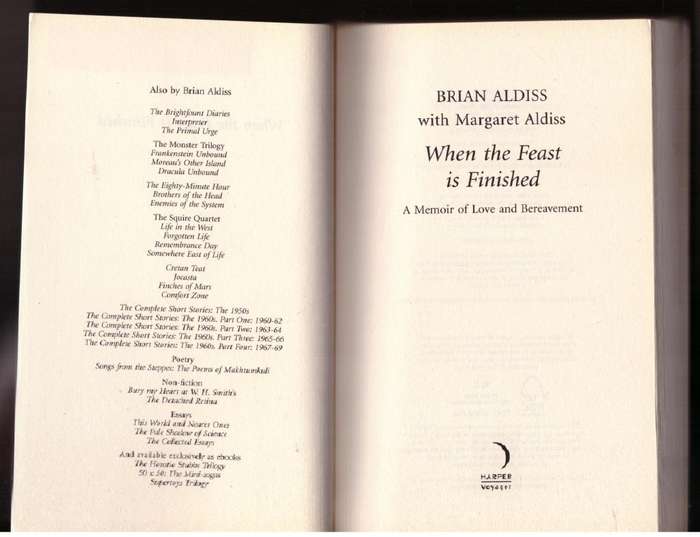 Also by Brian Aldiss
The Brightfount Diaries
Interpreter
The Primal Urge
The Monster Trilogy
Frankenstein Unbound
Moreau's Other Island
Dracula Unbound
The Eighty-Minute Hour
Brothers of the Head
Enemies of the System
The Squire Quartet
Life in the West
Forgotten Life
Remembrance Day
Somewhere East of Life
Cretan Teat
Jocasta
Finches of Mars
Comfort Zone
The Complete Short Stories: The 1950s
The Complete Short Stories: The 1960s. Part One: 1960-62
The Complete Short Stories: The 1960s. Part Two: 1963-64
The Complete Short Stories: The 1960s. Part Three: 1965-66
The Complete Short Stories: The 1960s. Part Four: 1967-69
Poetry
Songs from the Steppes: The Poems of Makhtumkuli
Non-fiction
Bury my Heart at W. H. Smith's
The Detached Retina
Essays
This World and Nearer Ones
The Pale Shadow of Science
The Collected Essays
And available exclusively as ebooks
The Horatio Stubbs Trilogy
50 x 50: The Mini-sagas
Supertoys Trilogy
BRIAN ALDISS
with Margaret Aldiss
When the Feast
is Finished
A Memoir of Love and Bereavement
HARPER
Voyager